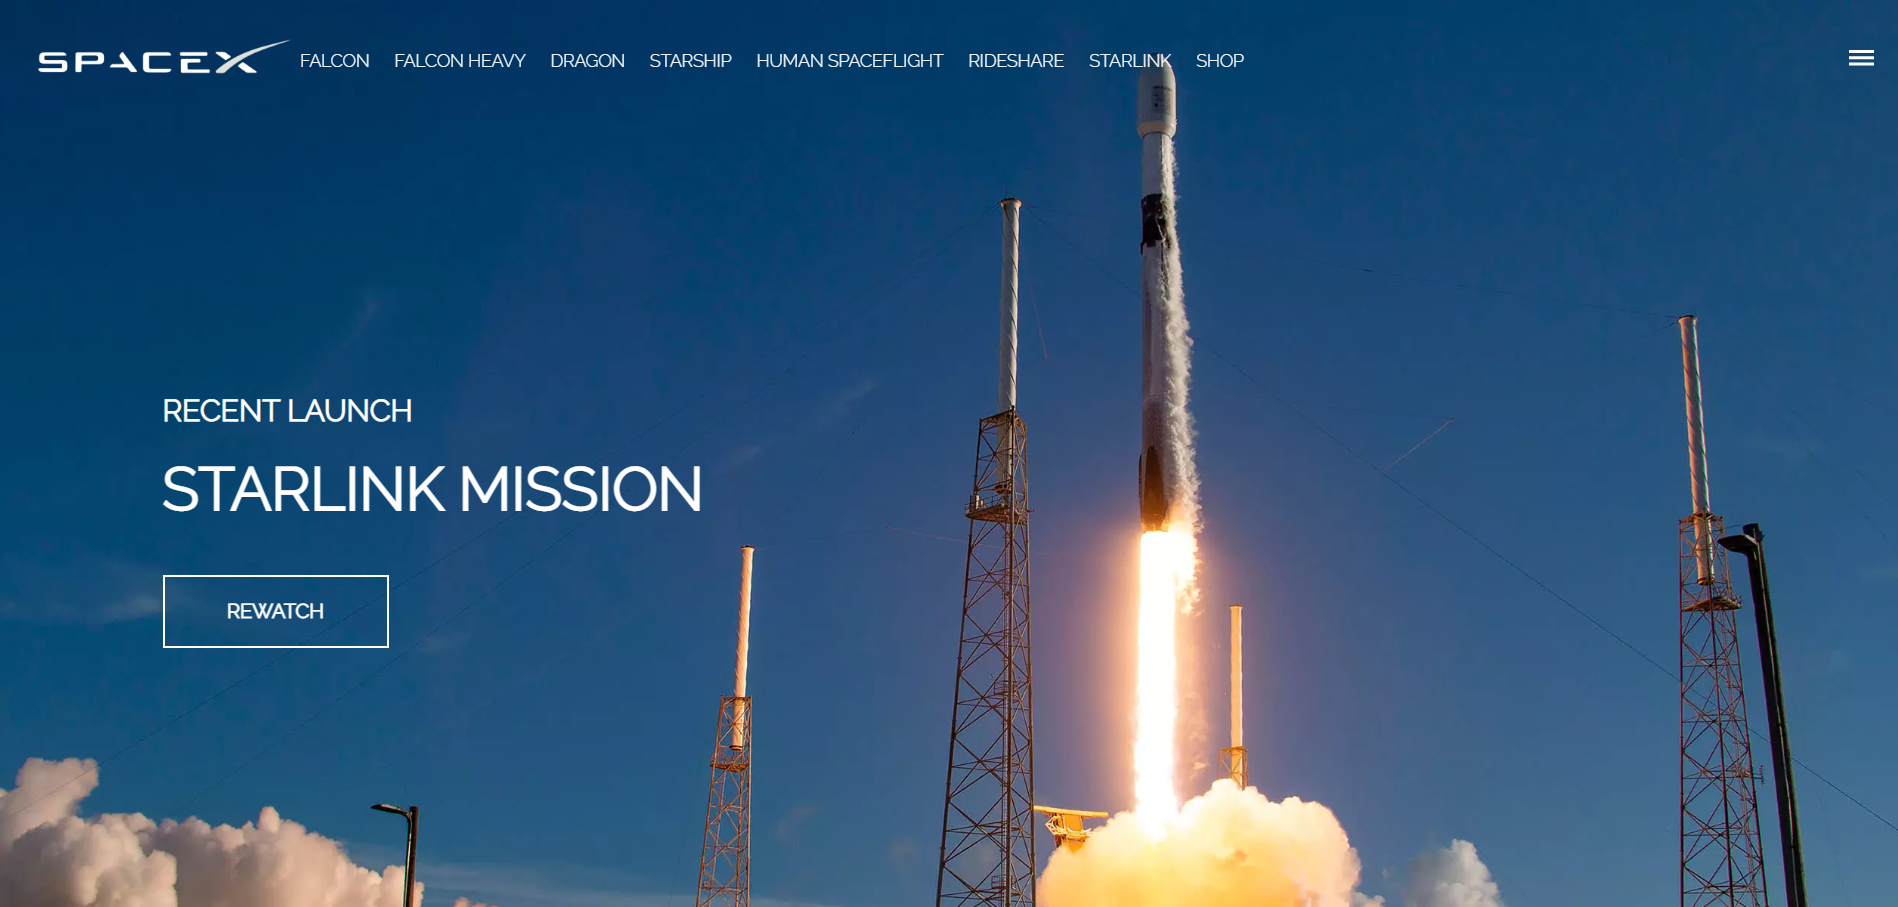 SPACEX FALCON FALCON HEAVY DRAGON STARSHIP HUMAN SPACEFLIGHT RIDESHARE STARLINK SHOP
RECENT LAUNCH
STARLINK MISSION
REWATCH